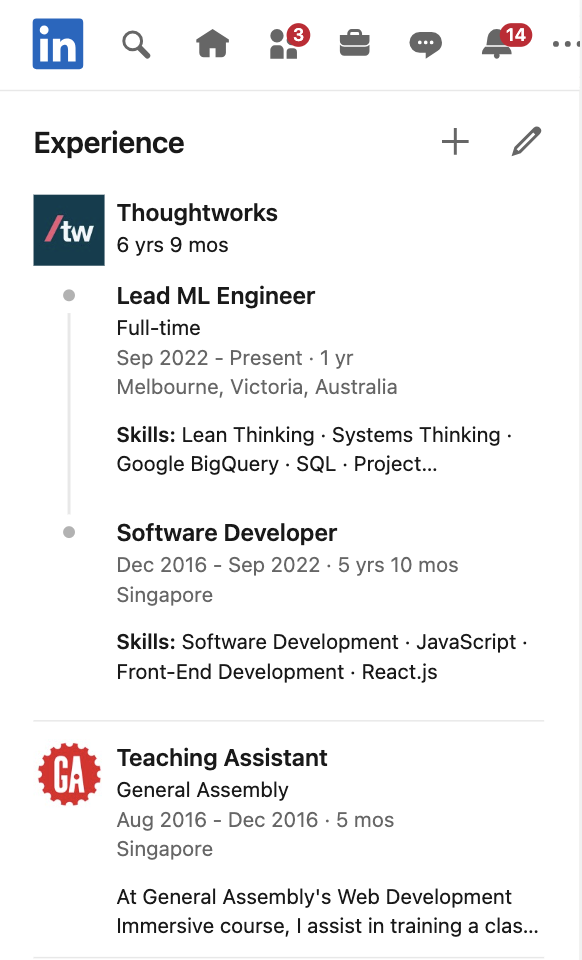 in
3
14
Experience
/tw
Thoughtworks
6 yrs 9 mos
Lead ML Engineer
Full-time
Sep 2022 - Present · 1 yr
Melbourne, Victoria, Australia
Skills: Lean Thinking · Systems Thinking ·
Google BigQuery · SQL · Project...
Software Developer
Dec 2016 - Sep 2022 · 5 yrs 10 mos
Singapore
Skills: Software Development · JavaScript ·
Front-End Development · React.js
GA
Teaching Assistant
General Assembly
Aug 2016 - Dec 2016 · 5 mos
Singapore
At General Assembly's Web Development
Immersive course, I assist in training a clas...